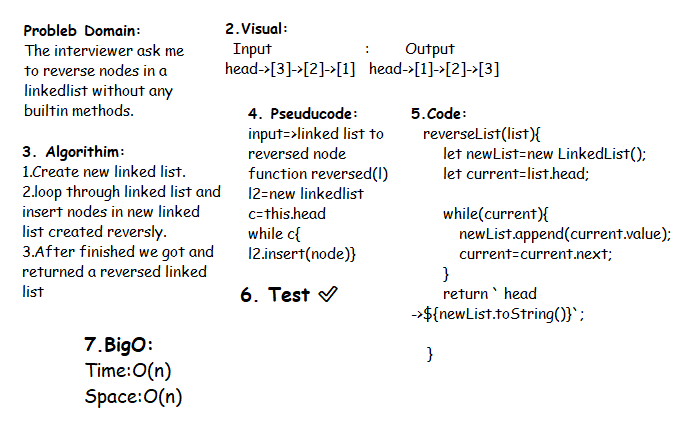 Probleb Domain:
The interviewer ask me
to reverse nodes in a
linkedlist without any
builtin methods.
2.Visual:
Input : Output
head->[3]->[2]->[1] head->[1]->[2]->[3]
3. Algorithim:
1.Create new linked list.
2.loop through linked list and
insert nodes in new linked
list created reversly.
3.After finished we got and
returned a reversed linked
list
4. Pseuducode:
input=>linked list to
reversed node
function reversed(l)
l2=new linkedlist
c=this.head
while c{
l2.insert(node)}
5.Code:
reverseList(list){
let newList=new LinkedList();
let current=list.head;
while(current){
newList.append(current.value);
current=current.next;
}
return ` head
->${newList.toString()}`;
}
6. Test ✓
7.BigO:
Time:O(n)
Space:O(n)